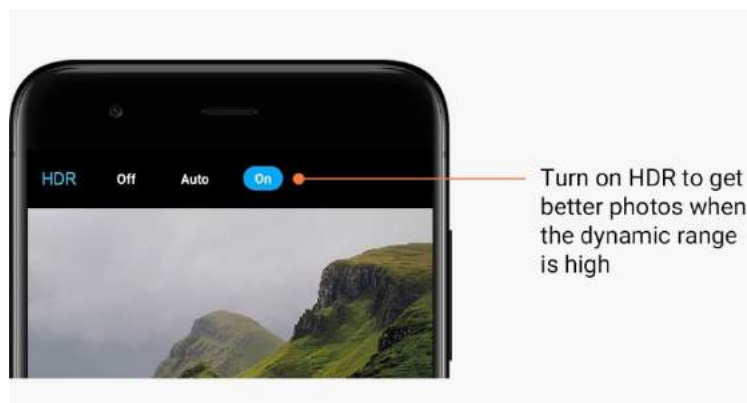 HDR Off Auto On
Turn on HDR to get
better photos when
the dynamic range
is high